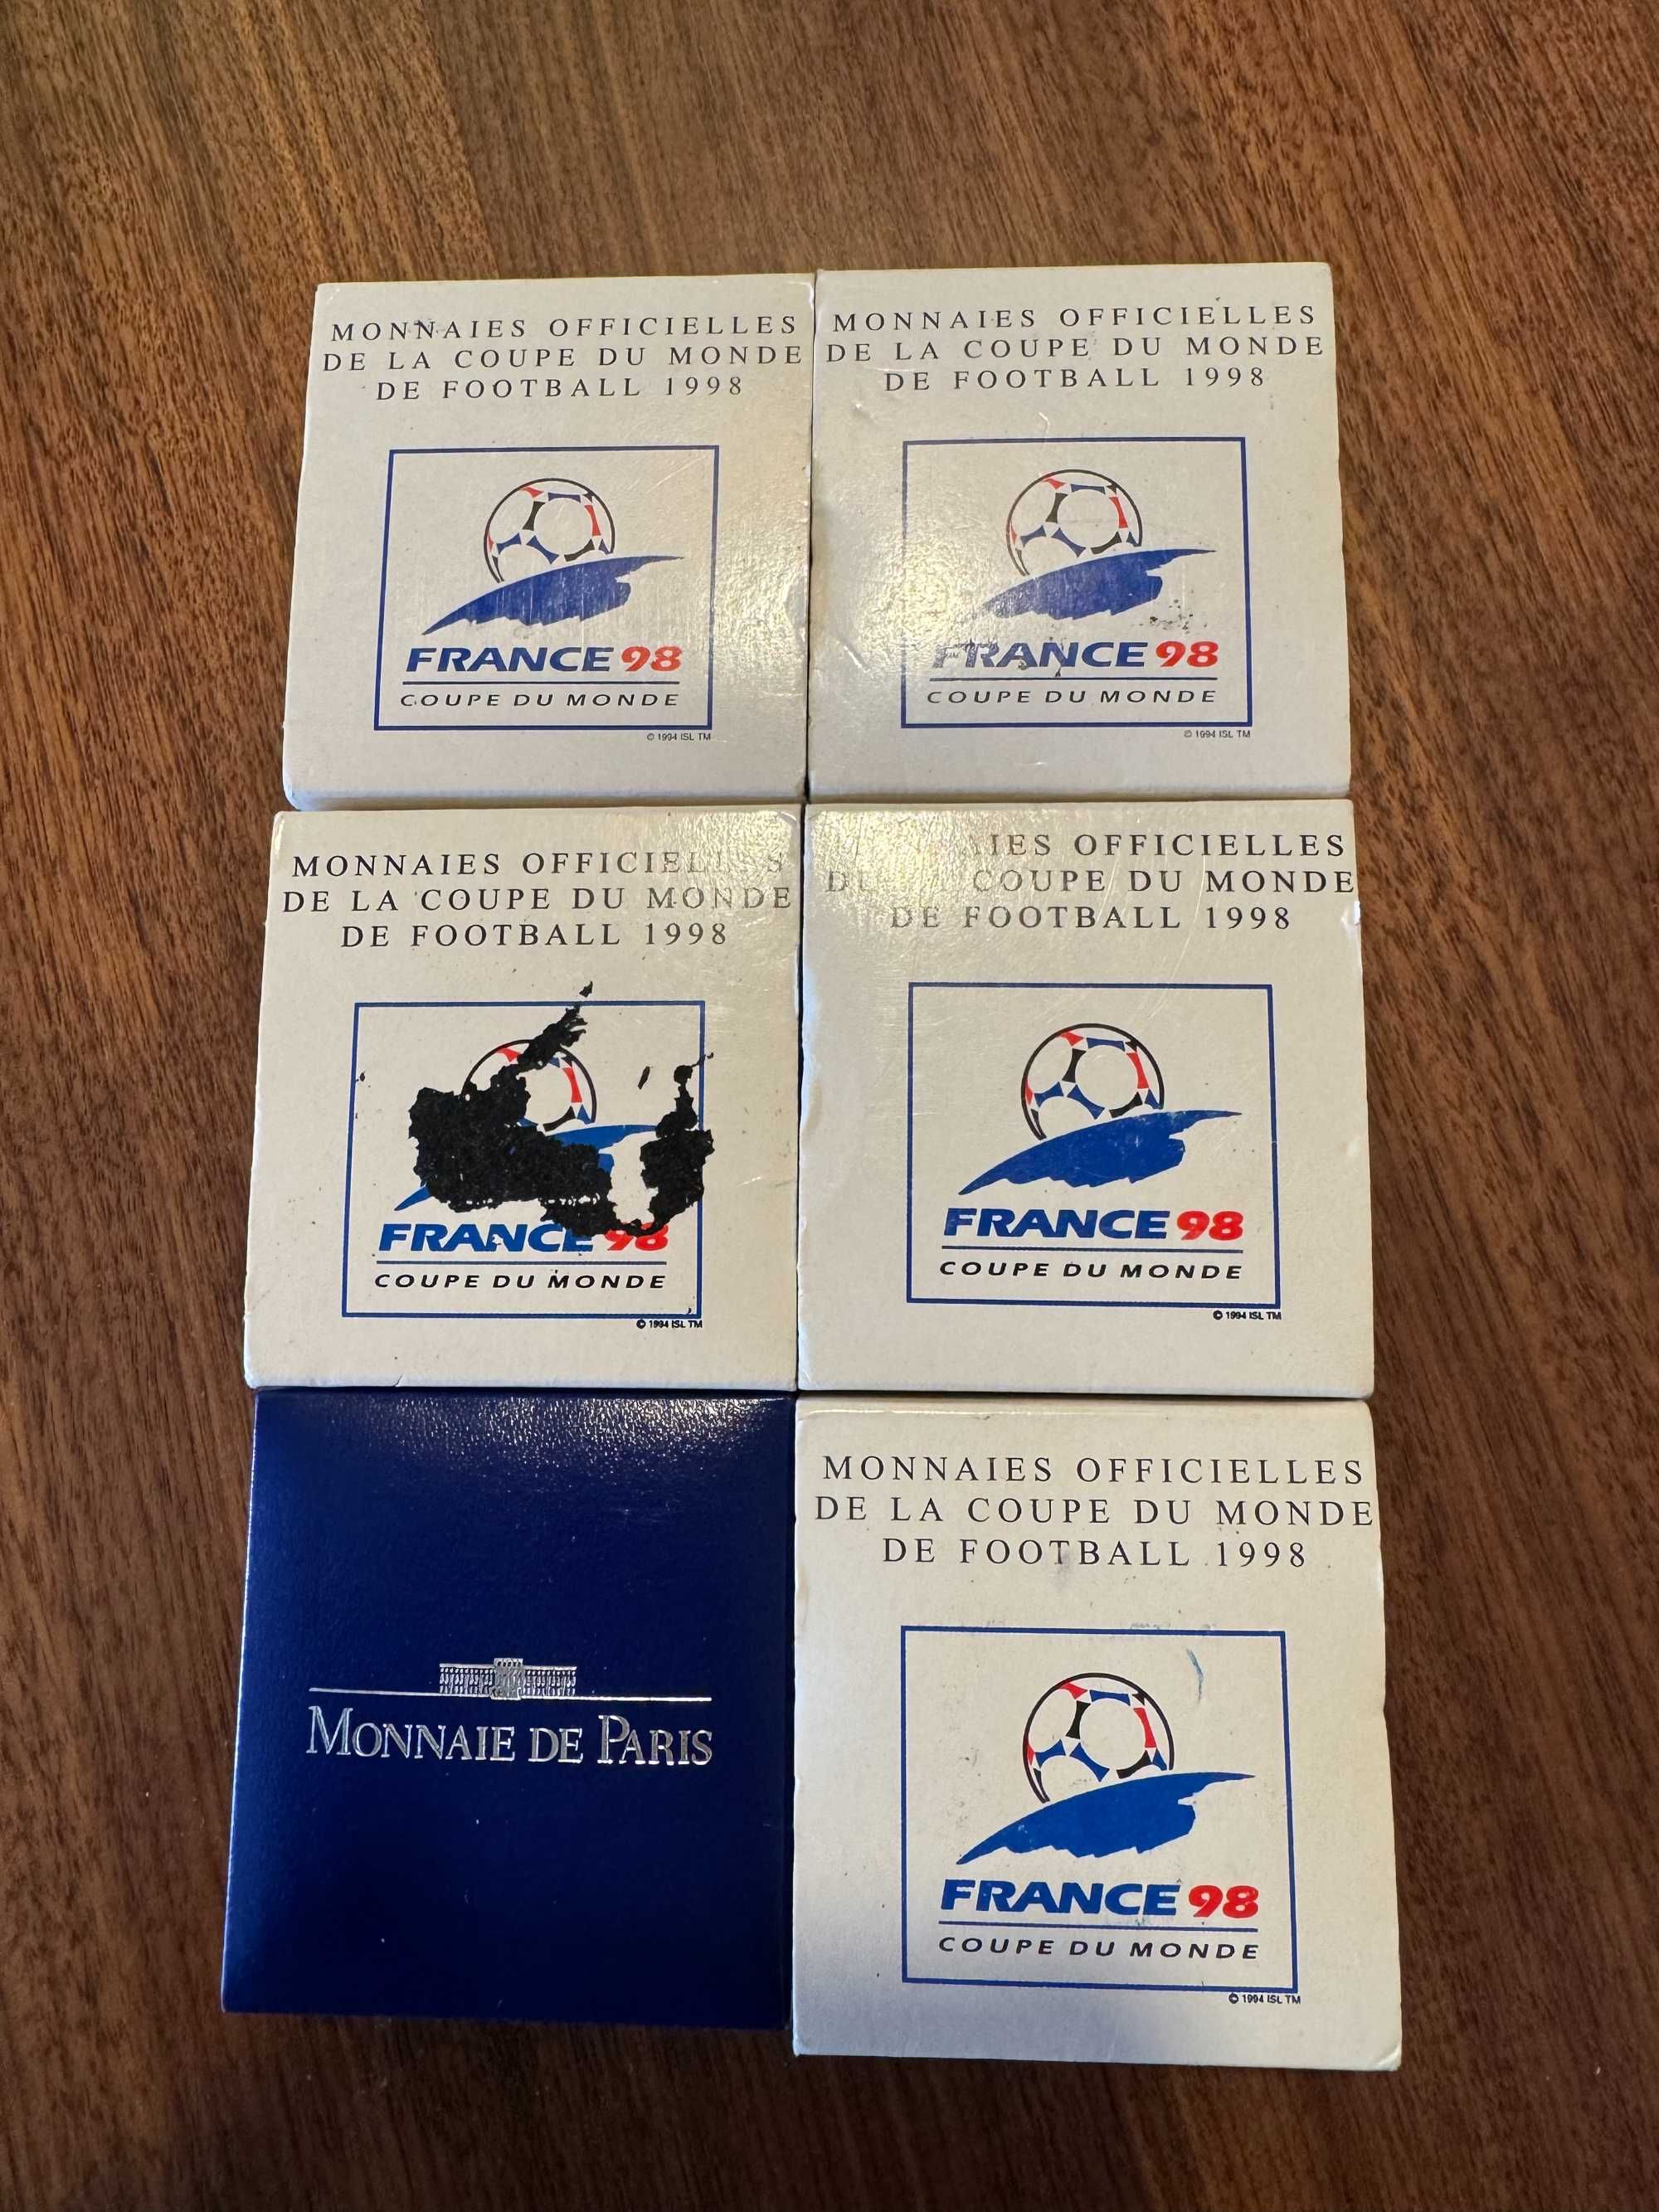 MONNAIES OFFICIELLES
DE LA COUPE DU MONDE
DE FOOTBALL 1998
FRANCE 98
COUPE DU MONDE
© 1994 ISL TM
MONNAIES OFFICIELLES
DE LA COUPE DU MONDE
DE FOOTBALL 1998
FRANCE 98
COUPE DU MONDE
© 1994 ISL TM
MONNAIES OFFICIELLES
DE LA COUPE DU MONDE
DE FOOTBALL 1998
FRANCE 98
COUPE DU MONDE
© 1994 ISL TM
OFFICIELLES
COUPE DU MONDE
DE FOOTBALL 1998
FRANCE 98
COUPE DU MONDE
© 1994 ISL TM
MONNAIE DE PARIS
MONNAIES OFFICIELLES
DE LA COUPE DU MONDE
DE FOOTBALL 1998
FRANCE 98
COUPE DU MONDE
© 1994 ISL TM